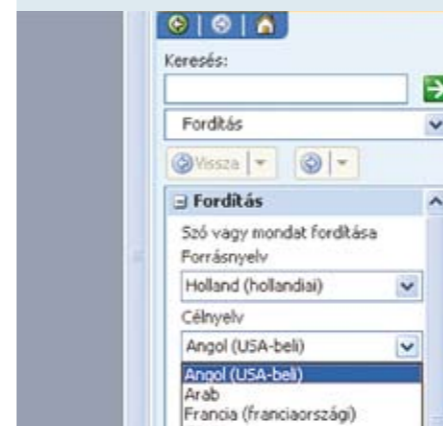 Keresés:
Fordítás
Vissza
Fordítás
Szó vagy mondat fordítása
Forrásnyelv
Holland (hollandiai)
Célnyelv
Angol (USA-beli)
Angol (USA-beli)
Arab
Francia (franciaországi)